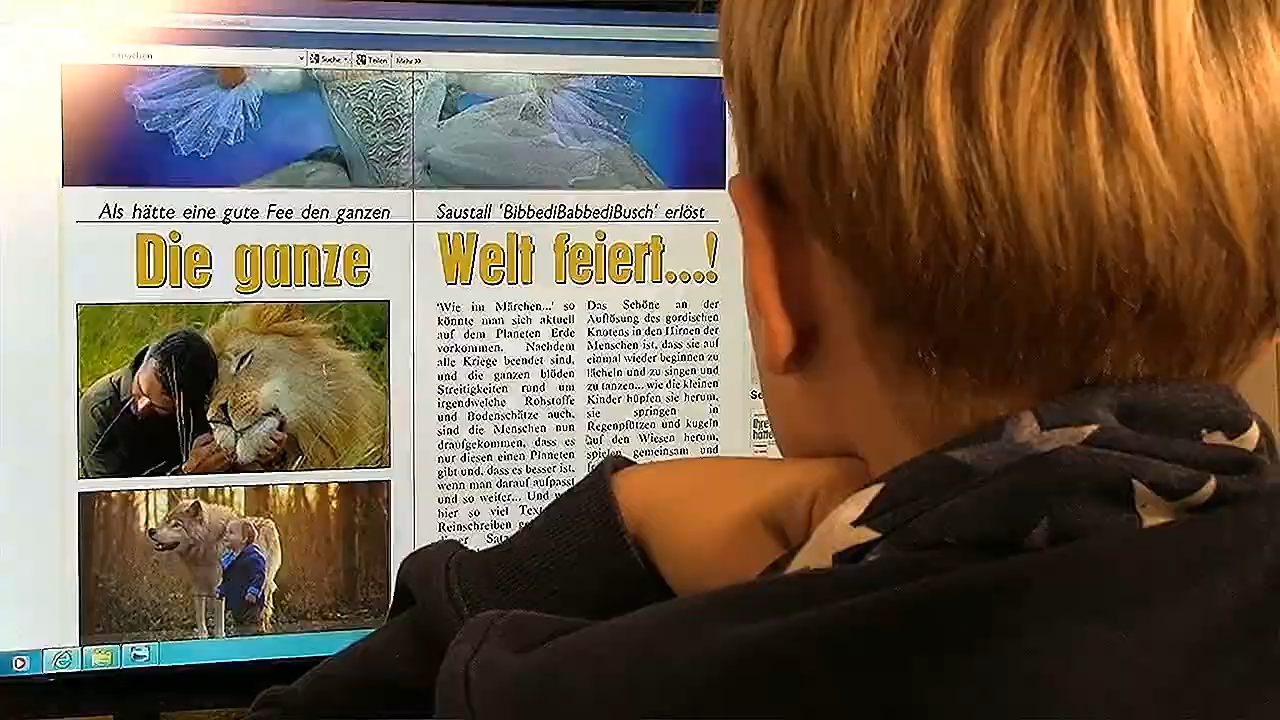 Suche
Teilen
Mehr »
Als hätte eine gute Fee den ganzen
Saustall 'BibbediBabbediBusch' erlöst
Die ganze
Welt feiert...!
'Wie im Märchen...' so
könnte man sich aktuell
auf dem Planeten Erde
vorkommen. Nachdem
alle Kriege beendet sind,
und die ganzen blöden
Streitigkeiten rund um
irgendwelche Rohstoffe
und Bodenschätze auch,
sind die Menschen nun
draufgekommen, dass es
nur diesen einen Planeten
gibt und, dass es besser ist,
wenn man darauf aufpasst
und so weiter... Und
hier so viel Text
Reinschreiben
Das Schöne an der
Auflösung des gordischen
Knotens in den Hirnen der
Menschen ist, dass sie auf
einmal wieder beginnen zu
lächeln und zu singen und
zu tanzen... wie die kleinen
Kinder hüpfen sie herum,
sie springen in
Regenpfützen und kugeln
auf den Wiesen herum,
spielen gemeinsam und